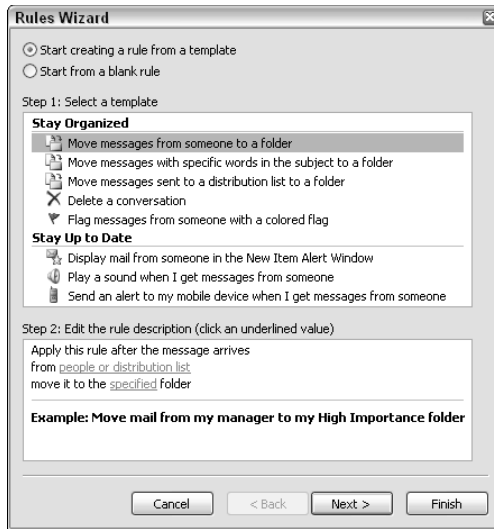 Rules Wizard
Start creating a rule from a template
Start from a blank rule
Step 1: Select a template
Stay Organized
Move messages from someone to a folder
Move messages with specific words in the subject to a folder
Move messages sent to a distribution list to a folder
Delete a conversation
Flag messages from someone with a colored flag
Stay Up to Date
Display mail from someone in the New Item Alert Window
Play a sound when I get messages from someone
Send an alert to my mobile device when I get messages from someone
Step 2: Edit the rule description (click an underlined value)
Apply this rule after the message arrives
from people or distribution list
move it to the specified folder
Example: Move mail from my manager to my High Importance folder
Cancel < Back Next > Finish